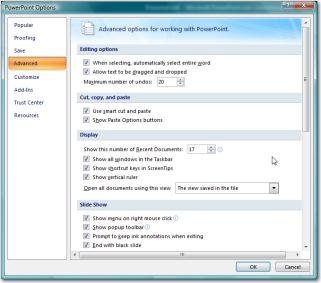 PowerPoint Options
Popular
Proofing
Save
Advanced
Customize
Add-Ins
Trust Center
Resources
Advanced options for working with PowerPoint.
Editing options
When selecting, automatically select entire word
Allow text to be dragged and dropped
Maximum number of undos: 20
Cut, copy, and paste
Use smart cut and paste
Show Paste Options buttons
Display
Show this number of Recent Documents: 17
Show all windows in the Taskbar
Show shortcut keys in ScreenTips
Show vertical ruler
Open all documents using this view The view saved in the file
Slide Show
Show menu on right mouse click
Show popup toolbar
Prompt to keep ink annotations when exiting
End with black slide
OK Cancel